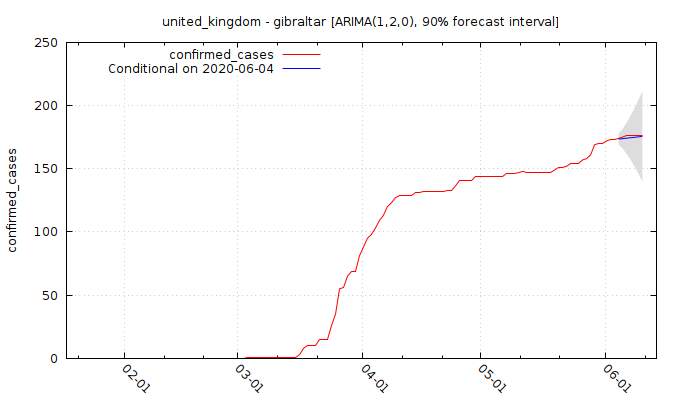 united_kingdom - gibraltar [ARIMA(1,2,0), 90% forecast interval]
confirmed_cases
Conditional on 2020-06-04
250
200
150
100
50
0
confirmed_cases
02-01
03-01
04-01
05-01
06-01